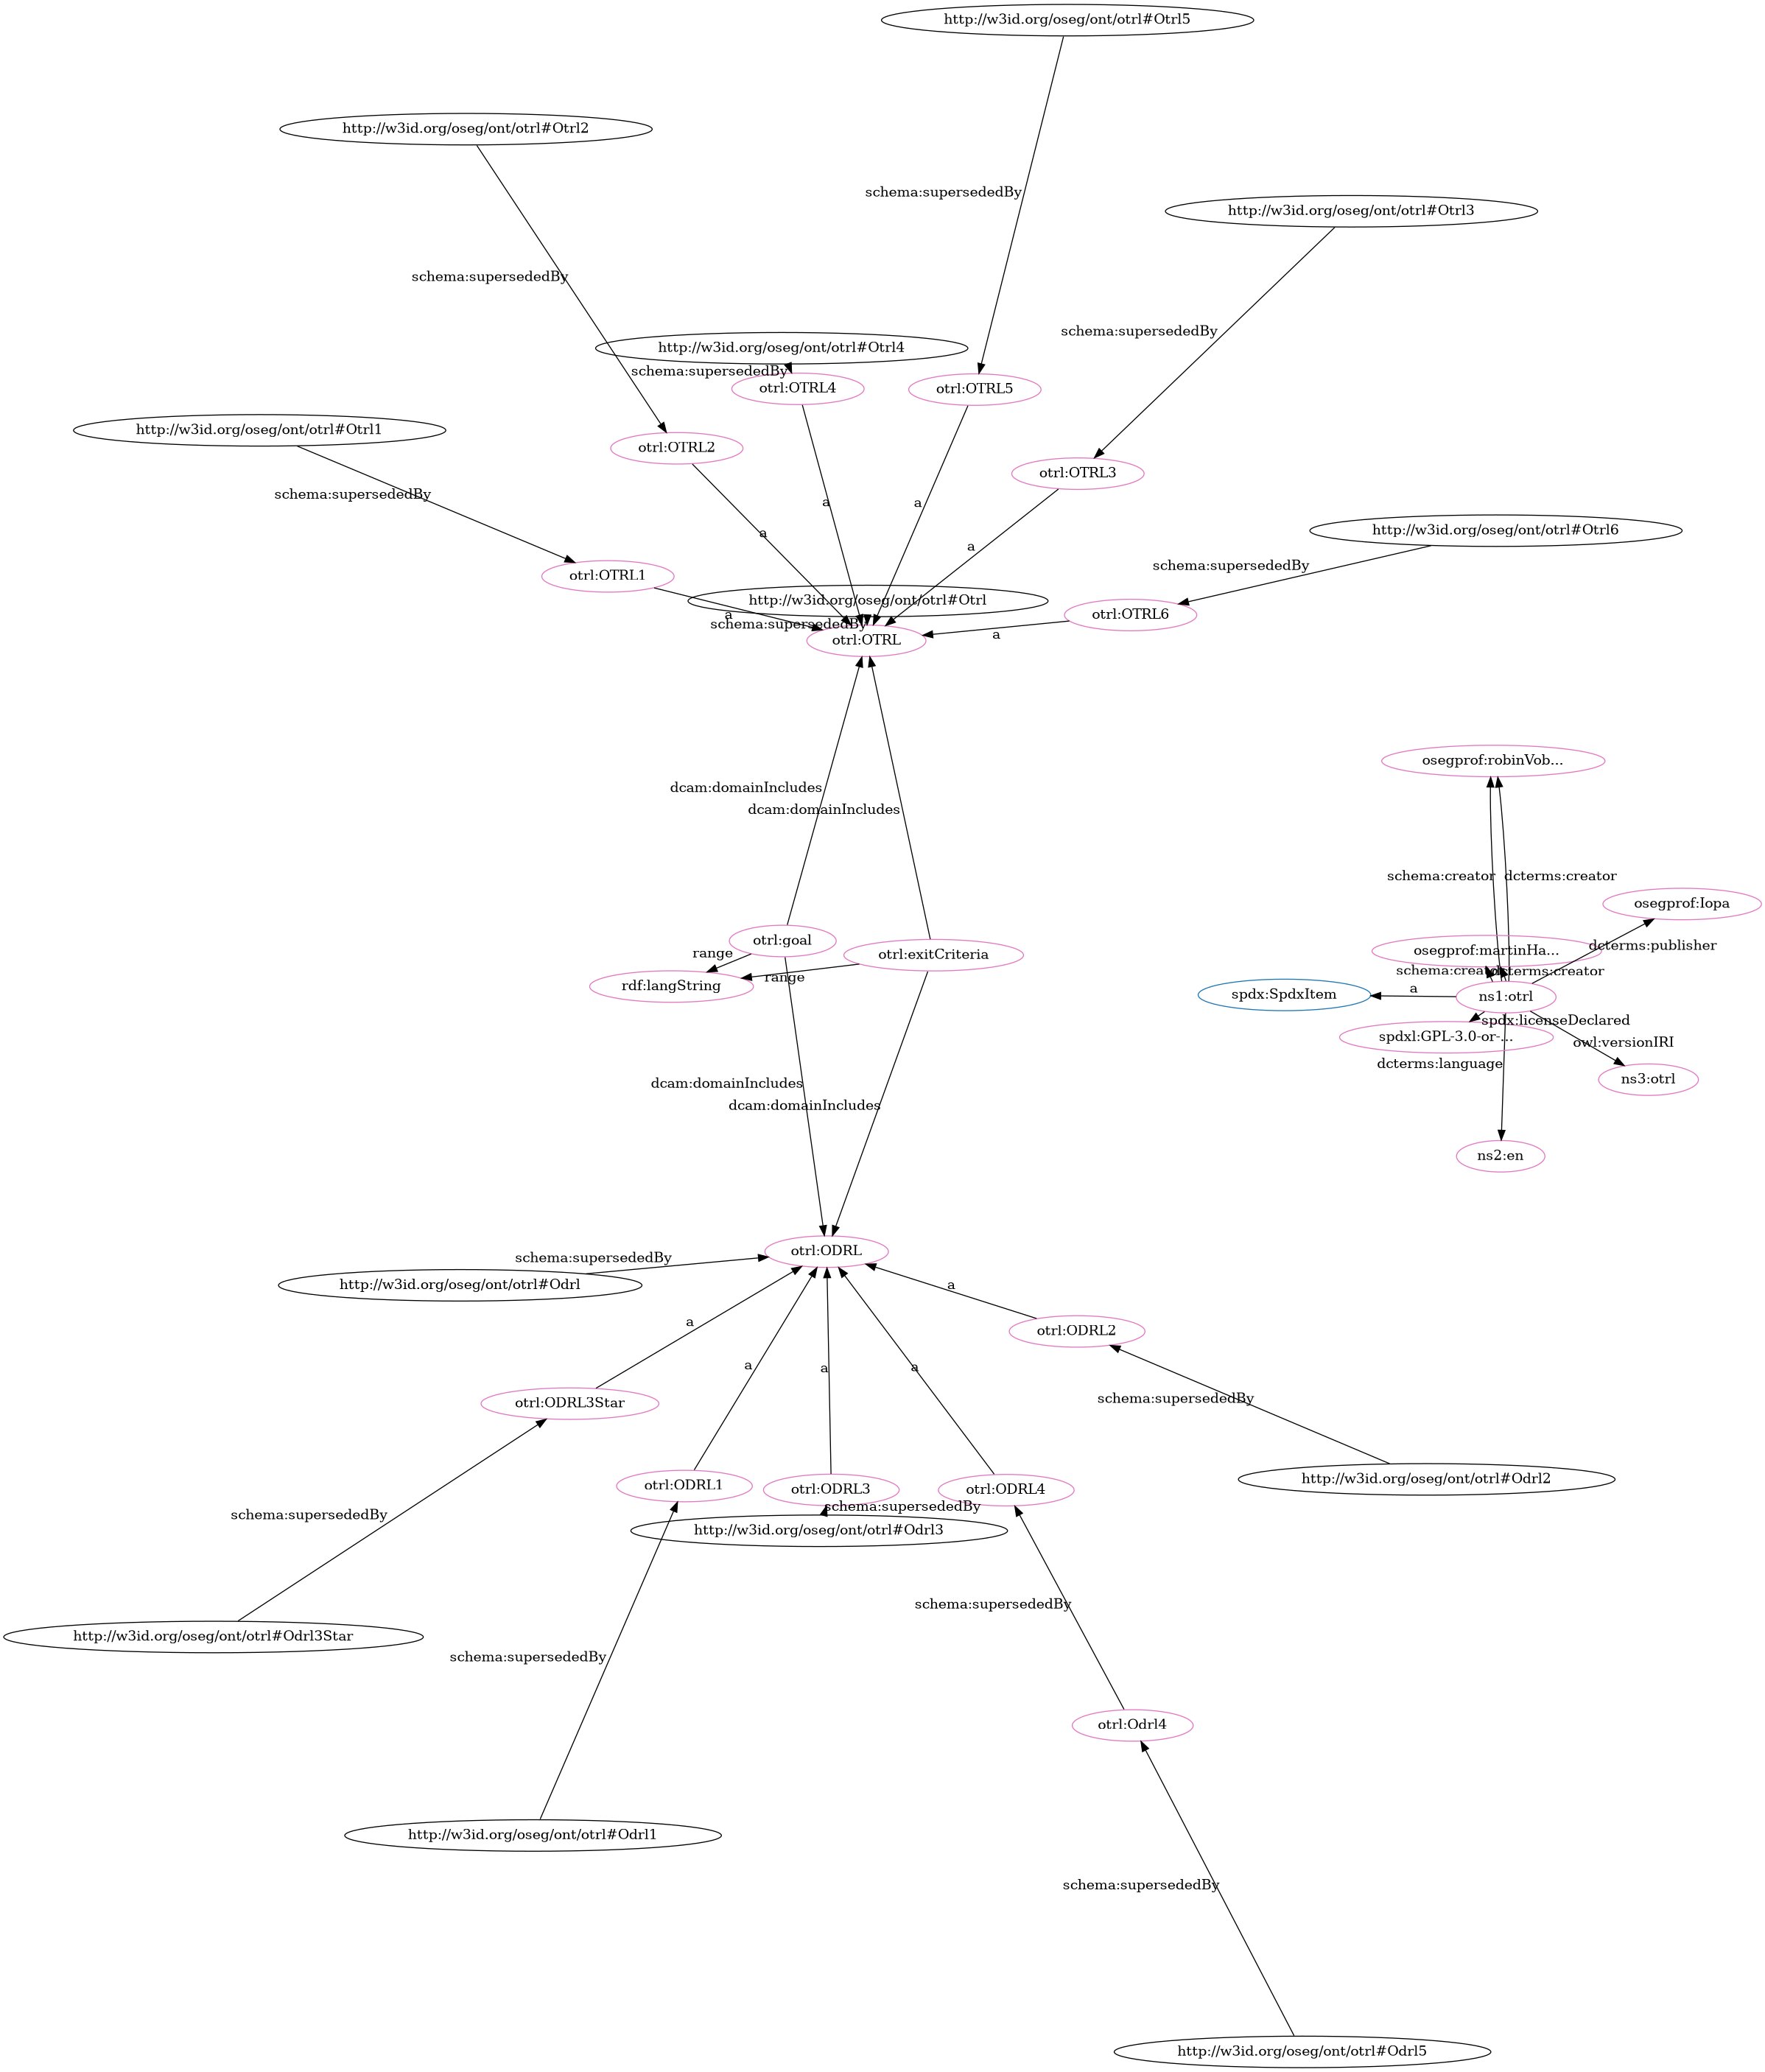 http://w3id.org/oseg/ont/otrl#Otrl5
http://w3id.org/oseg/ont/otrl#Otrl2
schema:supersededBy
http://w3id.org/oseg/ont/otrl#Otrl3
schema:supersededBy
schema:supersededBy
http://w3id.org/oseg/ont/otrl#Otrl4
schema:supersededBy
otrl:OTRL4
otrl:OTRL5
http://w3id.org/oseg/ont/otrl#Otrl1
otrl:OTRL2
otrl:OTRL3
schema:supersededBy
a
a
http://w3id.org/oseg/ont/otrl#Otrl6
a
a
schema:supersededBy
otrl:OTRL1
http://w3id.org/oseg/ont/otrl#Otrl
a
otrl:OTRL6
schema:supersededBy
a
otrl:OTRL
osegprof:robinVob...
dcam:domainIncludes
dcam:domainIncludes
schema:creator
dcterms:creator
osegprof:Iopa
otrl:goal
dcterms:publisher
osegprof:martinHa...
range
otrl:exitCriteria
schema:creator
dcterms:creator
range
rdf:langString
a
spdx:SpdxItem
ns1:otrl
spdx:licenseDeclared
spdxl:GPL-3.0-or-...
owl:versionIRI
dcterms:language
ns3:otrl
dcam:domainIncludes
dcam:domainIncludes
ns2:en
otrl:ODRL
schema:supersededBy
http://w3id.org/oseg/ont/otrl#Odrl
a
a
otrl:ODRL2
a
a
a
schema:supersededBy
otrl:ODRL3Star
http://w3id.org/oseg/ont/otrl#Odrl2
otrl:ODRL1
otrl:ODRL3
otrl:ODRL4
schema:supersededBy
schema:supersededBy
http://w3id.org/oseg/ont/otrl#Odrl3
schema:supersededBy
http://w3id.org/oseg/ont/otrl#Odrl3Star
schema:supersededBy
otrl:Odrl4
http://w3id.org/oseg/ont/otrl#Odrl1
schema:supersededBy
http://w3id.org/oseg/ont/otrl#Odrl5